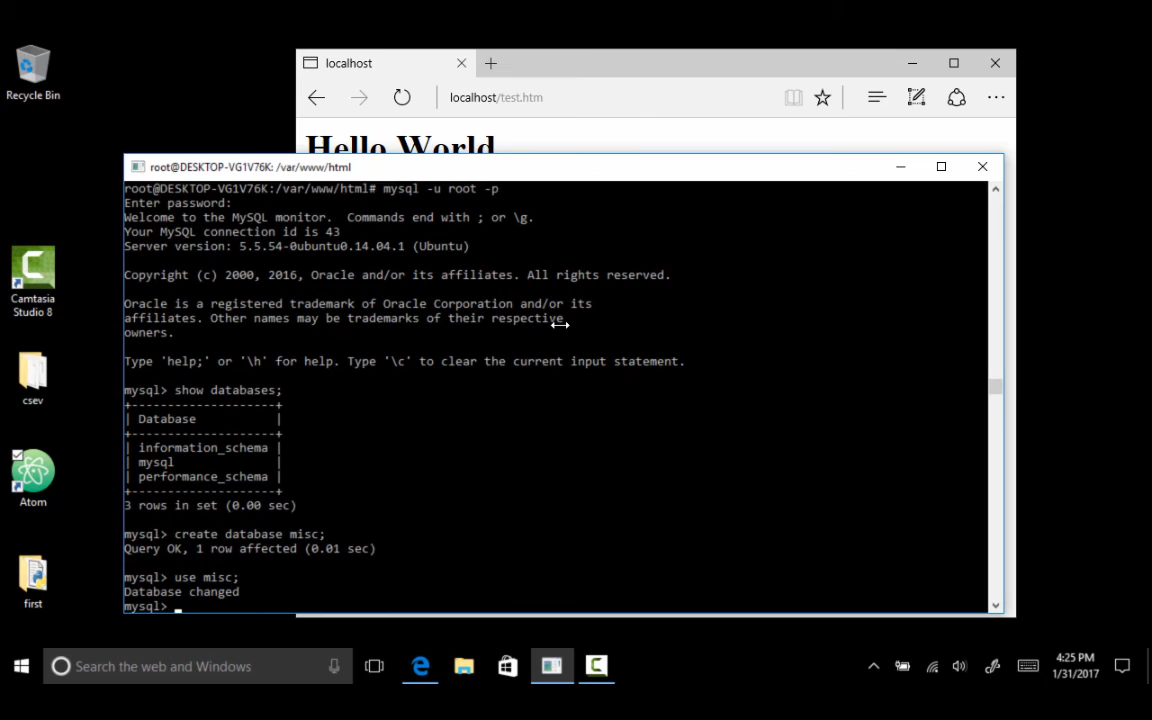 Recycle Bin
Camtasia
Studio 8
csev
Atom
first
localhost
localhost/test.htm
Hello World
root@DESKTOP-VG1V76K: /var/www/html
root@DESKTOP-VG1V76K:/var/www/html# mysql -u root -p
Enter password:
Welcome to the MySQL monitor.  Commands end with ; or \g.
Your MySQL connection id is 43
Server version: 5.5.54-0ubuntu0.14.04.1 (Ubuntu)
Copyright (c) 2000, 2016, Oracle and/or its affiliates. All rights reserved.
Oracle is a registered trademark of Oracle Corporation and/or its
affiliates. Other names may be trademarks of their respective
owners.
Type 'help;' or '\h' for help. Type '\c' to clear the current input statement.
mysql> show databases;
+--------------------+
| Database           |
+--------------------+
| information_schema |
| mysql              |
| performance_schema |
+--------------------+
3 rows in set (0.00 sec)
mysql> create database misc;
Query OK, 1 row affected (0.01 sec)
mysql> use misc;
Database changed
mysql> _
Search the web and Windows
4:25 PM
1/31/2017